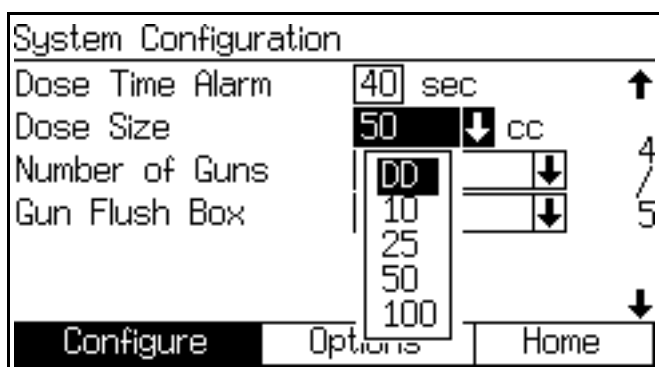 System Configuration
Dose Time Alarm 40 sec
Dose Size 50 cc
Number of Guns
Gun Flush Box
DD
10
25
50
100
4
/
5
Configure Options Home